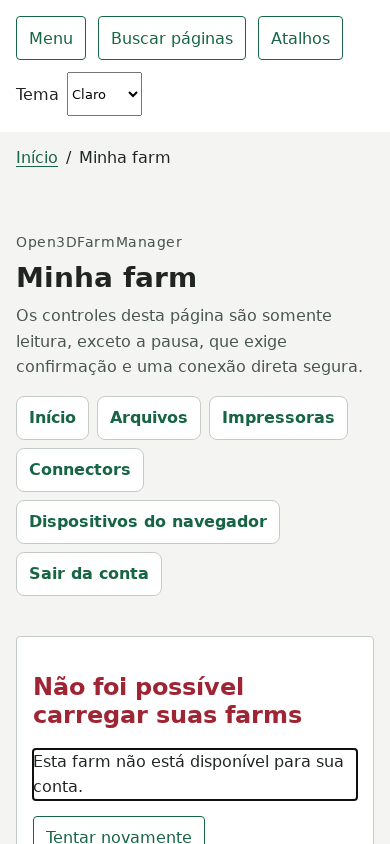 Menu
Buscar páginas
Atalhos
Tema
Claro
Início / Minha farm
Open3DFarmManager
Minha farm
Os controles desta página são somente
leitura, exceto a pausa, que exige
confirmação e uma conexão direta segura.
Início
Arquivos
Impressoras
Connectors
Dispositivos do navegador
Sair da conta
Não foi possível
carregar suas farms
Esta farm não está disponível para sua
conta.
Tentar novamente